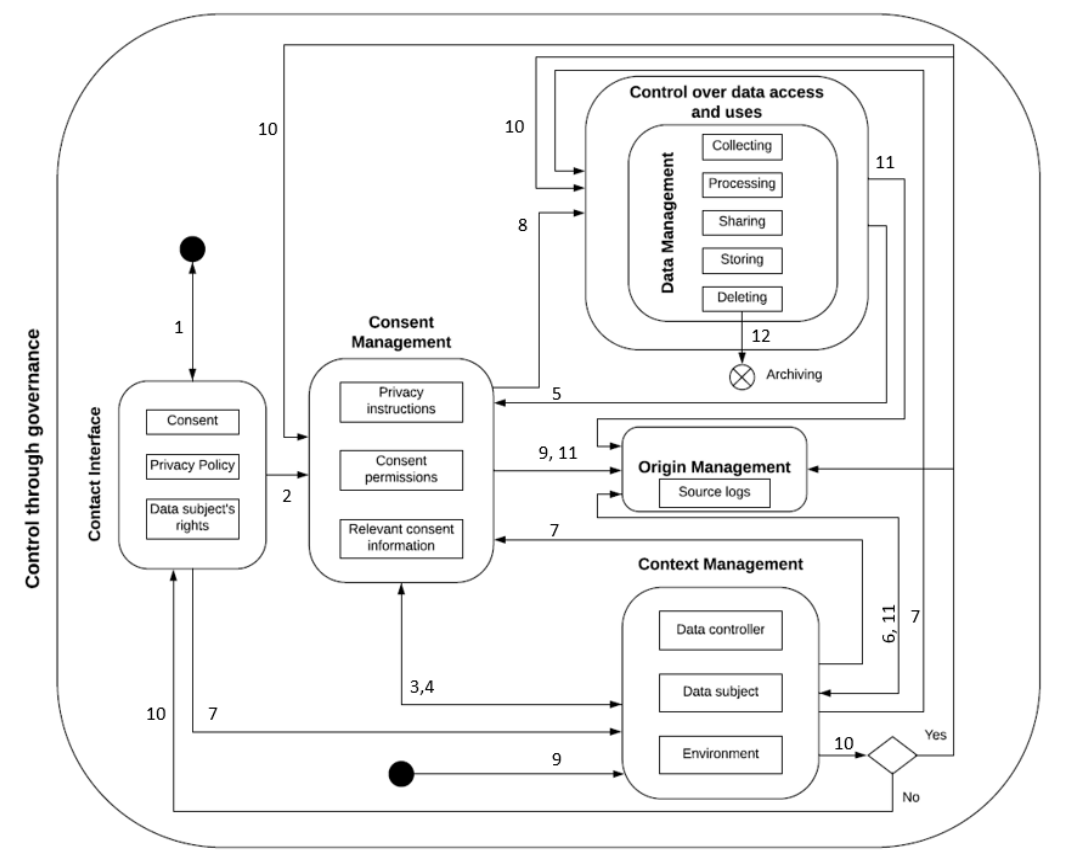 Control over data access
and uses
10
10
Collecting
11
Processing
Data Management
Sharing
8
Storing
Deleting
12
Archiving
Consent
Management
1
Control through governance
Contact Interface
Privacy
instructions
5
Consent
Privacy Policy
Data subject's
rights
2
Consent
permissions
9, 11
Origin Management
Source logs
Relevant consent
information
7
Context Management
Data controller
6, 11
7
3,4
Data subject
10
7
Environment
10
Yes
9
No